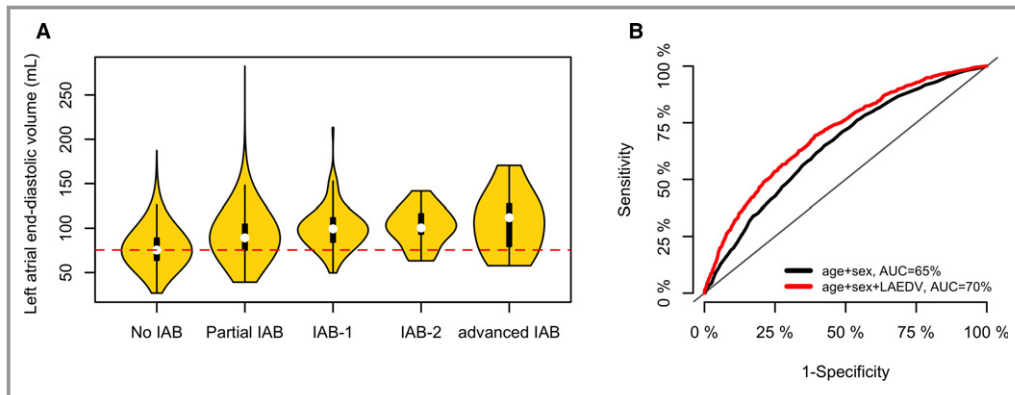 A
Left atrial end-diastolic volume (mL)
250
200
150
100
50
No IAB
Partial IAB
IAB-1
IAB-2
advanced IAB
B
Sensitivity
100 %
75 %
50 %
25 %
0 %
age+sex, AUC=65%
age+sex+LAEDV, AUC=70%
0 %
25 %
50 %
75 %
100 %
1-Specificity